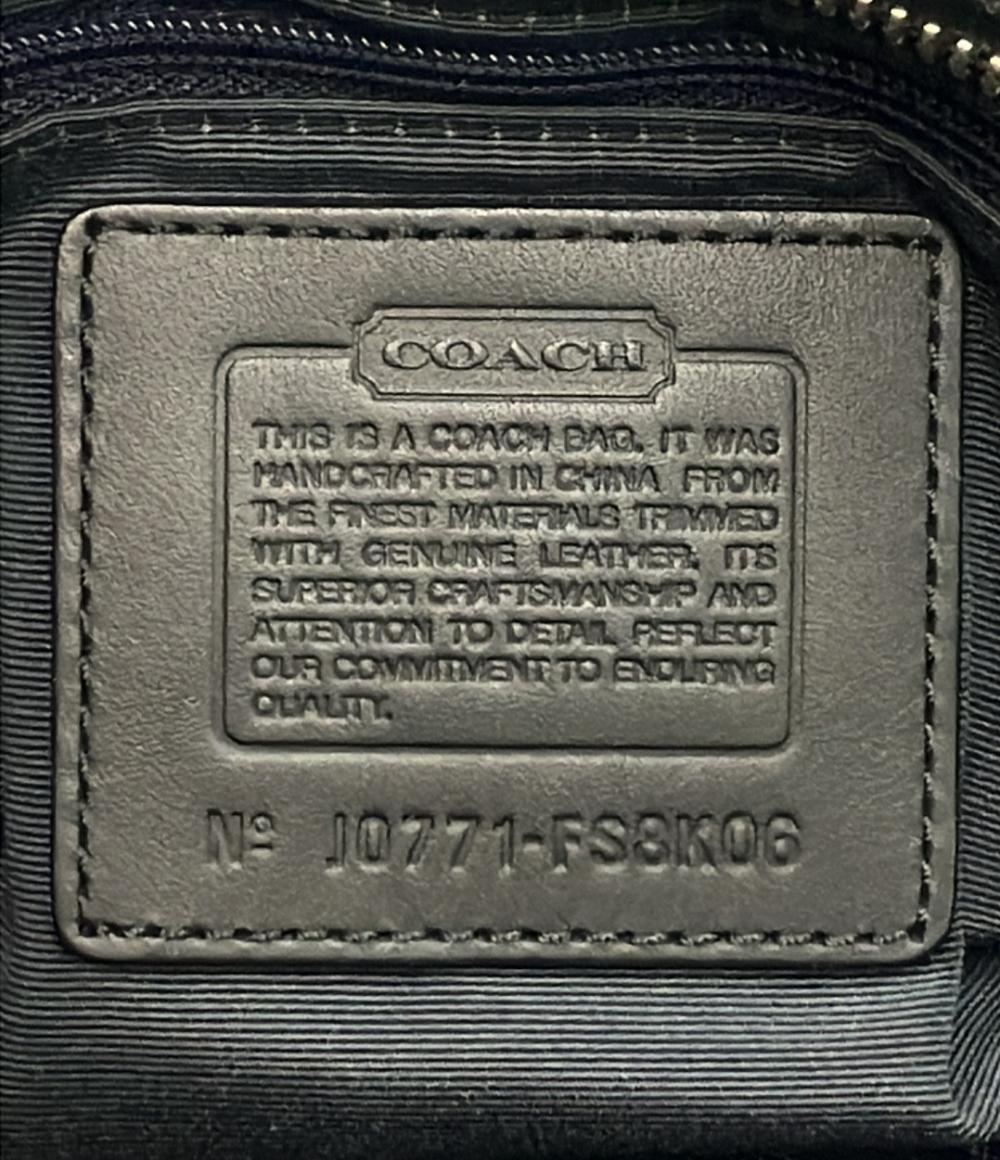 COACH
THIS IS A COACH BAG. IT WAS
HANDCRAFTED IN CHINA FROM
THE FINEST MATERIALS TRIMMED
WITH GENUINE LEATHER. ITS
SUPERIOR CRAFTSMANSHIP AND
ATTENTION TO DETAIL REFLECT
OUR COMMITMENT TO ENDURING
QUALITY.
Nº J0771-FS8K06